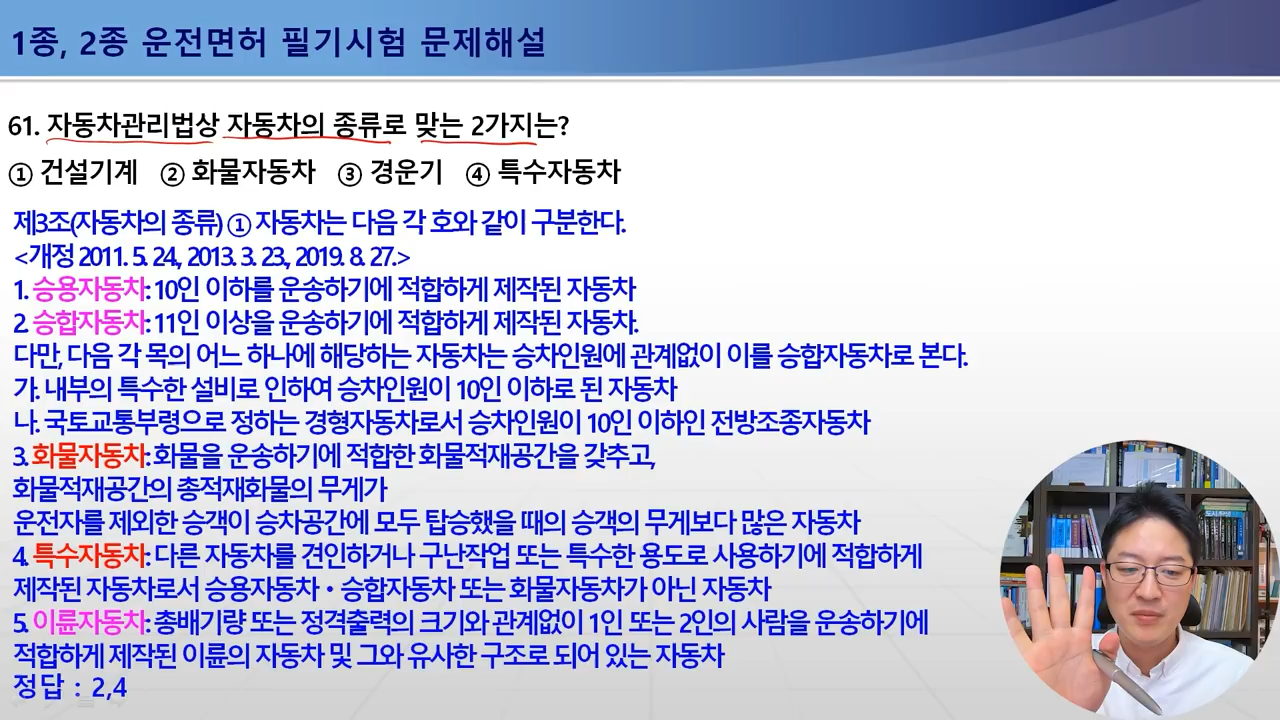 1종, 2종 운전면허 필기시험 문제해설
61. 자동차관리법상 자동차의 종류로 맞는 2가지는?
① 건설기계 ② 화물자동차 ③ 경운기 ④ 특수자동차
제3조(자동차의 종류) ① 자동차는 다음 각 호와 같이 구분한다.
<개정 2011. 5. 24., 2013. 3. 23., 2019. 8. 27.>
1. 승용자동차: 10인 이하를 운송하기에 적합하게 제작된 자동차
2. 승합자동차: 11인 이상을 운송하기에 적합하게 제작된 자동차.
다만, 다음 각 목의 어느 하나에 해당하는 자동차는 승차인원에 관계없이 이를 승합자동차로 본다.
가. 내부의 특수한 설비로 인하여 승차인원이 10인 이하로 된 자동차
나. 국토교통부령으로 정하는 경형자동차로서 승차인원이 10인 이하인 전방조종자동차
3. 화물자동차: 화물을 운송하기에 적합한 화물적재공간을 갖추고,
화물적재공간의 총적재화물의 무게가
운전자를 제외한 승객이 승차공간에 모두 탑승했을 때의 승객의 무게보다 많은 자동차
4. 특수자동차: 다른 자동차를 견인하거나 구난작업 또는 특수한 용도로 사용하기에 적합하게
제작된 자동차로서 승용자동차・승합자동차 또는 화물자동차가 아닌 자동차
5. 이륜자동차: 총배기량 또는 정격출력의 크기와 관계없이 1인 또는 2인의 사람을 운송하기에
적합하게 제작된 이륜의 자동차 및 그와 유사한 구조로 되어 있는 자동차
정답 : 2,4